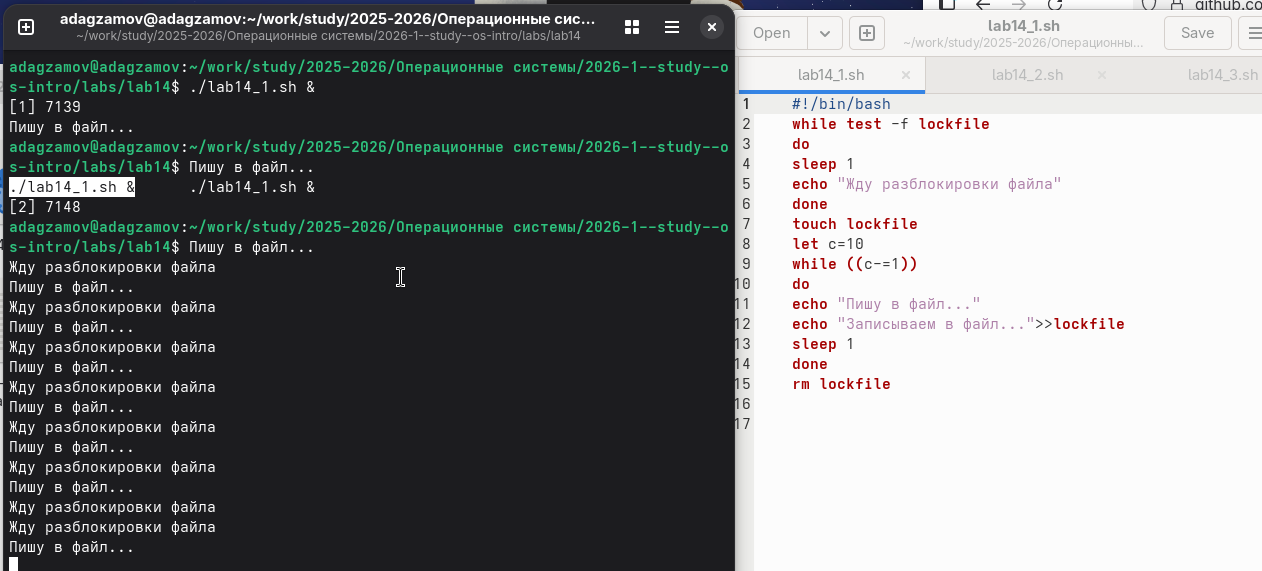 adagzamov@adagzamov:~/work/study/2025-2026/Операционные сис...
~/work/study/2025-2026/Операционные системы/2026-1--study--os-intro/labs/lab14
adagzamov@adagzamov:~/work/study/2025-2026/Операционные системы/2026-1--study--o
s-intro/labs/lab14$ ./lab14_1.sh &
[1] 7139
Пишу в файл...
adagzamov@adagzamov:~/work/study/2025-2026/Операционные системы/2026-1--study--o
s-intro/labs/lab14$ Пишу в файл...
./lab14_1.sh & ./lab14_1.sh &
[2] 7148
adagzamov@adagzamov:~/work/study/2025-2026/Операционные системы/2026-1--study--o
s-intro/labs/lab14$ Пишу в файл...
Жду разблокировки файла
Пишу в файл...
Жду разблокировки файла
Пишу в файл...
Жду разблокировки файла
Пишу в файл...
Жду разблокировки файла
Пишу в файл...
Жду разблокировки файла
Пишу в файл...
Жду разблокировки файла
Пишу в файл...
Жду разблокировки файла
Жду разблокировки файла
Пишу в файл...
github.co
Open
lab14_1.sh
~/work/study/2025-2026/Операционны...
Save
lab14_1.sh
lab14_2.sh
lab14_3.sh
1 #!/bin/bash
2 while test -f lockfile
3 do
4 sleep 1
5 echo "Жду разблокировки файла"
6 done
7 touch lockfile
8 let c=10
9 while ((c-=1))
10 do
11 echo "Пишу в файл..."
12 echo "Записываем в файл...">>lockfile
13 sleep 1
14 done
15 rm lockfile
16
17